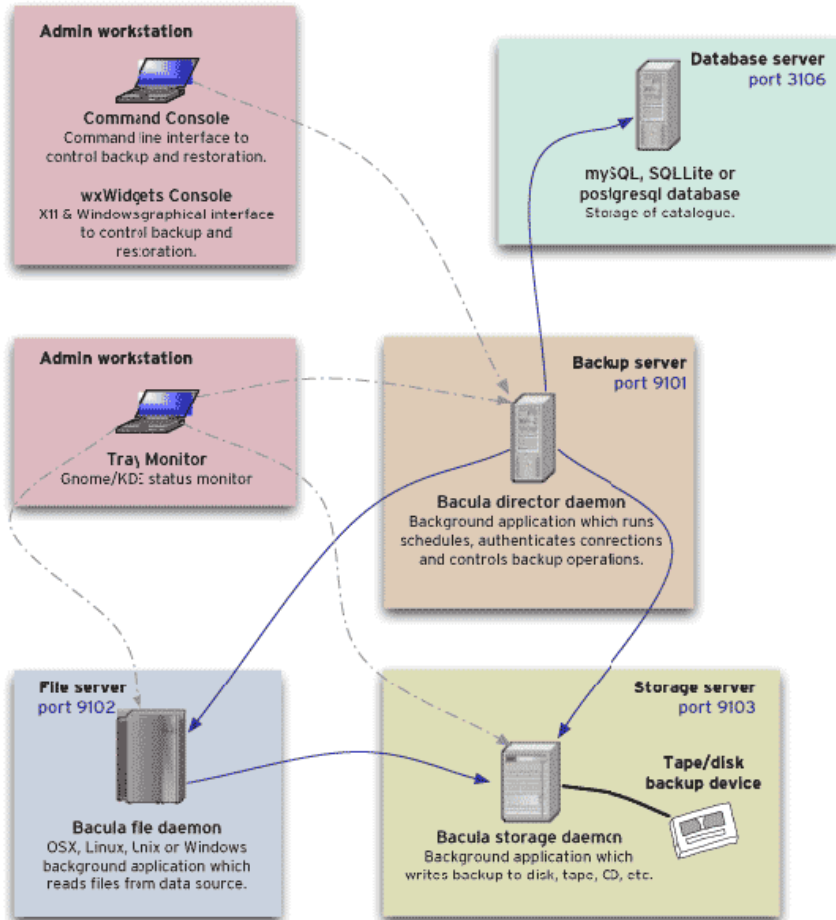 Admin workstation
Command Console
Command line interface to
control backup and restoration.
wxWidgets Console
X11 & Windowsgraphical interface
to control backup and
restoration.
Database server
port 3106
mySQL, SQLLite or
postgresql database
Storage of catalogue.
Admin workstation
Tray Monitor
Gnome/KDE status monitor
Backup server
port 9101
Bacula director daemon
Background application which runs
schedules, authenticates connections
and controls backup operations.
File server
port 9102
Bacula file daemon
OSX, Linux, Unix or Windows
background application which
reads files from data source.
Storage server
port 9103
Tape/disk
backup device
Bacula storage daemon
Background application which
writes backup to disk, tape, CD, etc.